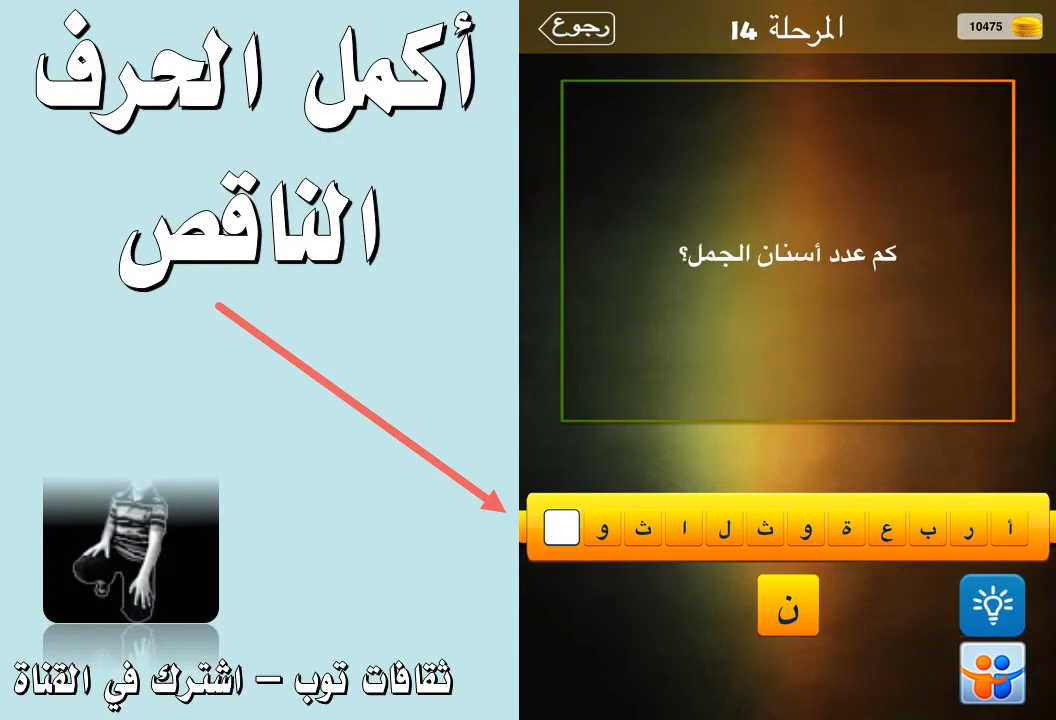 أكمل الحرف
الناقص
ثقافات توب – اشترك في القناة
رجوع
المرحلة 14
10475
كم عدد أسنان الجمل؟
أ ر ب ع ة و ث ل ا ث و
ن